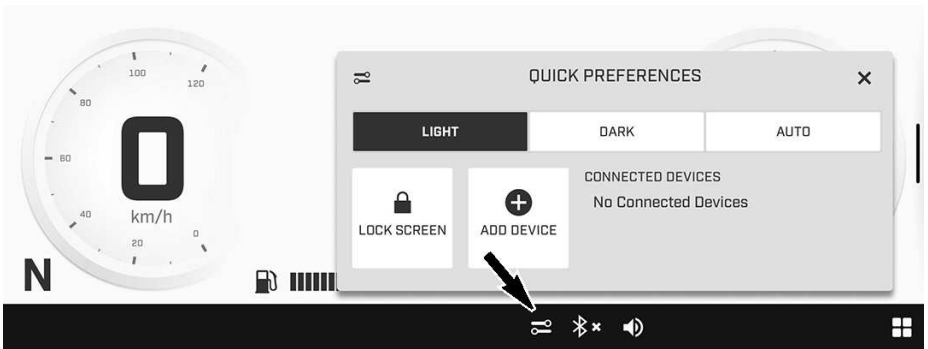 100
120
80
60
40
20
0
0
km/h
N
QUICK PREFERENCES
LIGHT
DARK
AUTO
LOCK SCREEN
ADD DEVICE
CONNECTED DEVICES
No Connected Devices